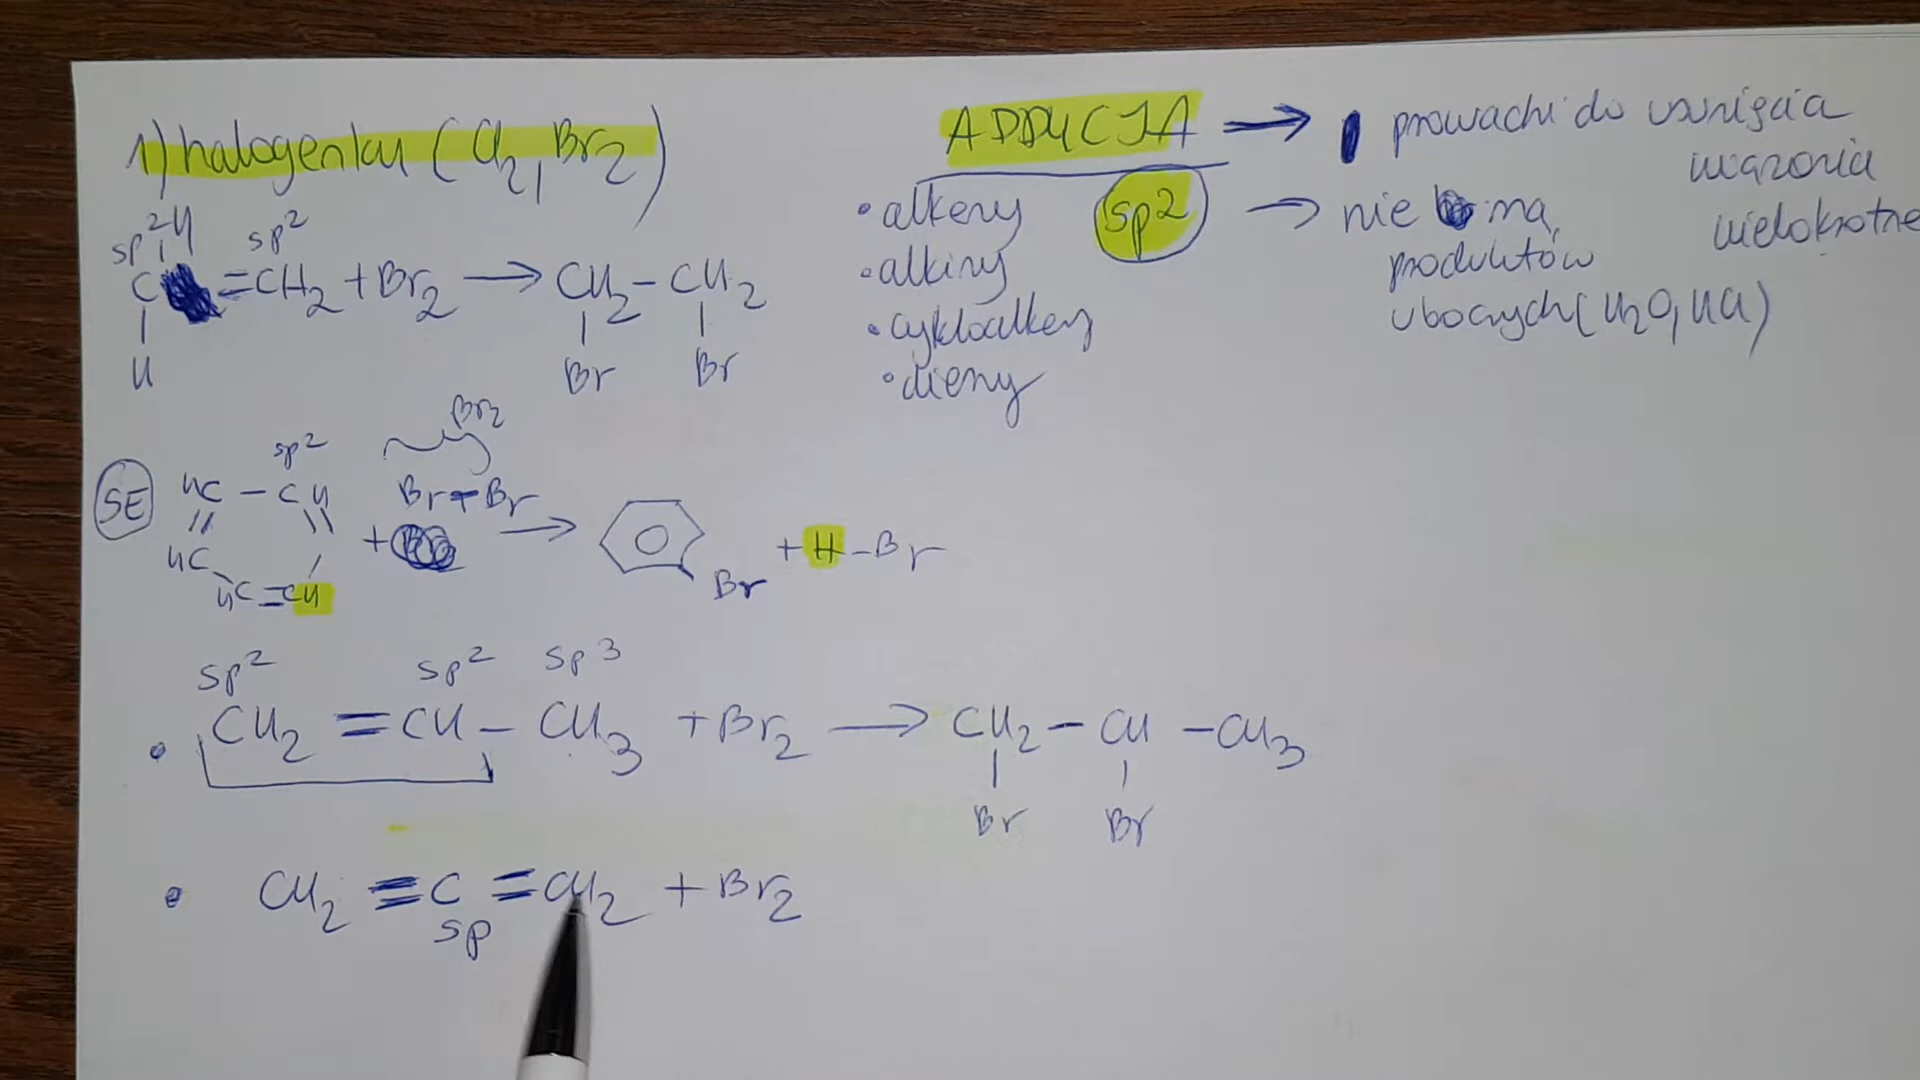 1) halogenku (Cl2, Br2)
ADDYCJA → prowadzi do usunięcia
wiązania
wielokrotne
• alkeny sp2 → nie ma
• alkiny produktów
• cykloalkeny ubocznych (H2O, HCl)
• dieny
sp2 H sp2
C = CH2 + Br2 → CH2 - CH2
H Br Br
Br2
sp2
SE HC - CH Br - Br
HC + → Br + H - Br
HC = CH
sp2 sp2 sp3
• CH2 = CH - CH3 + Br2 → CH2 - CH - CH3
Br Br
• CH2 = C = CH2 + Br2
sp